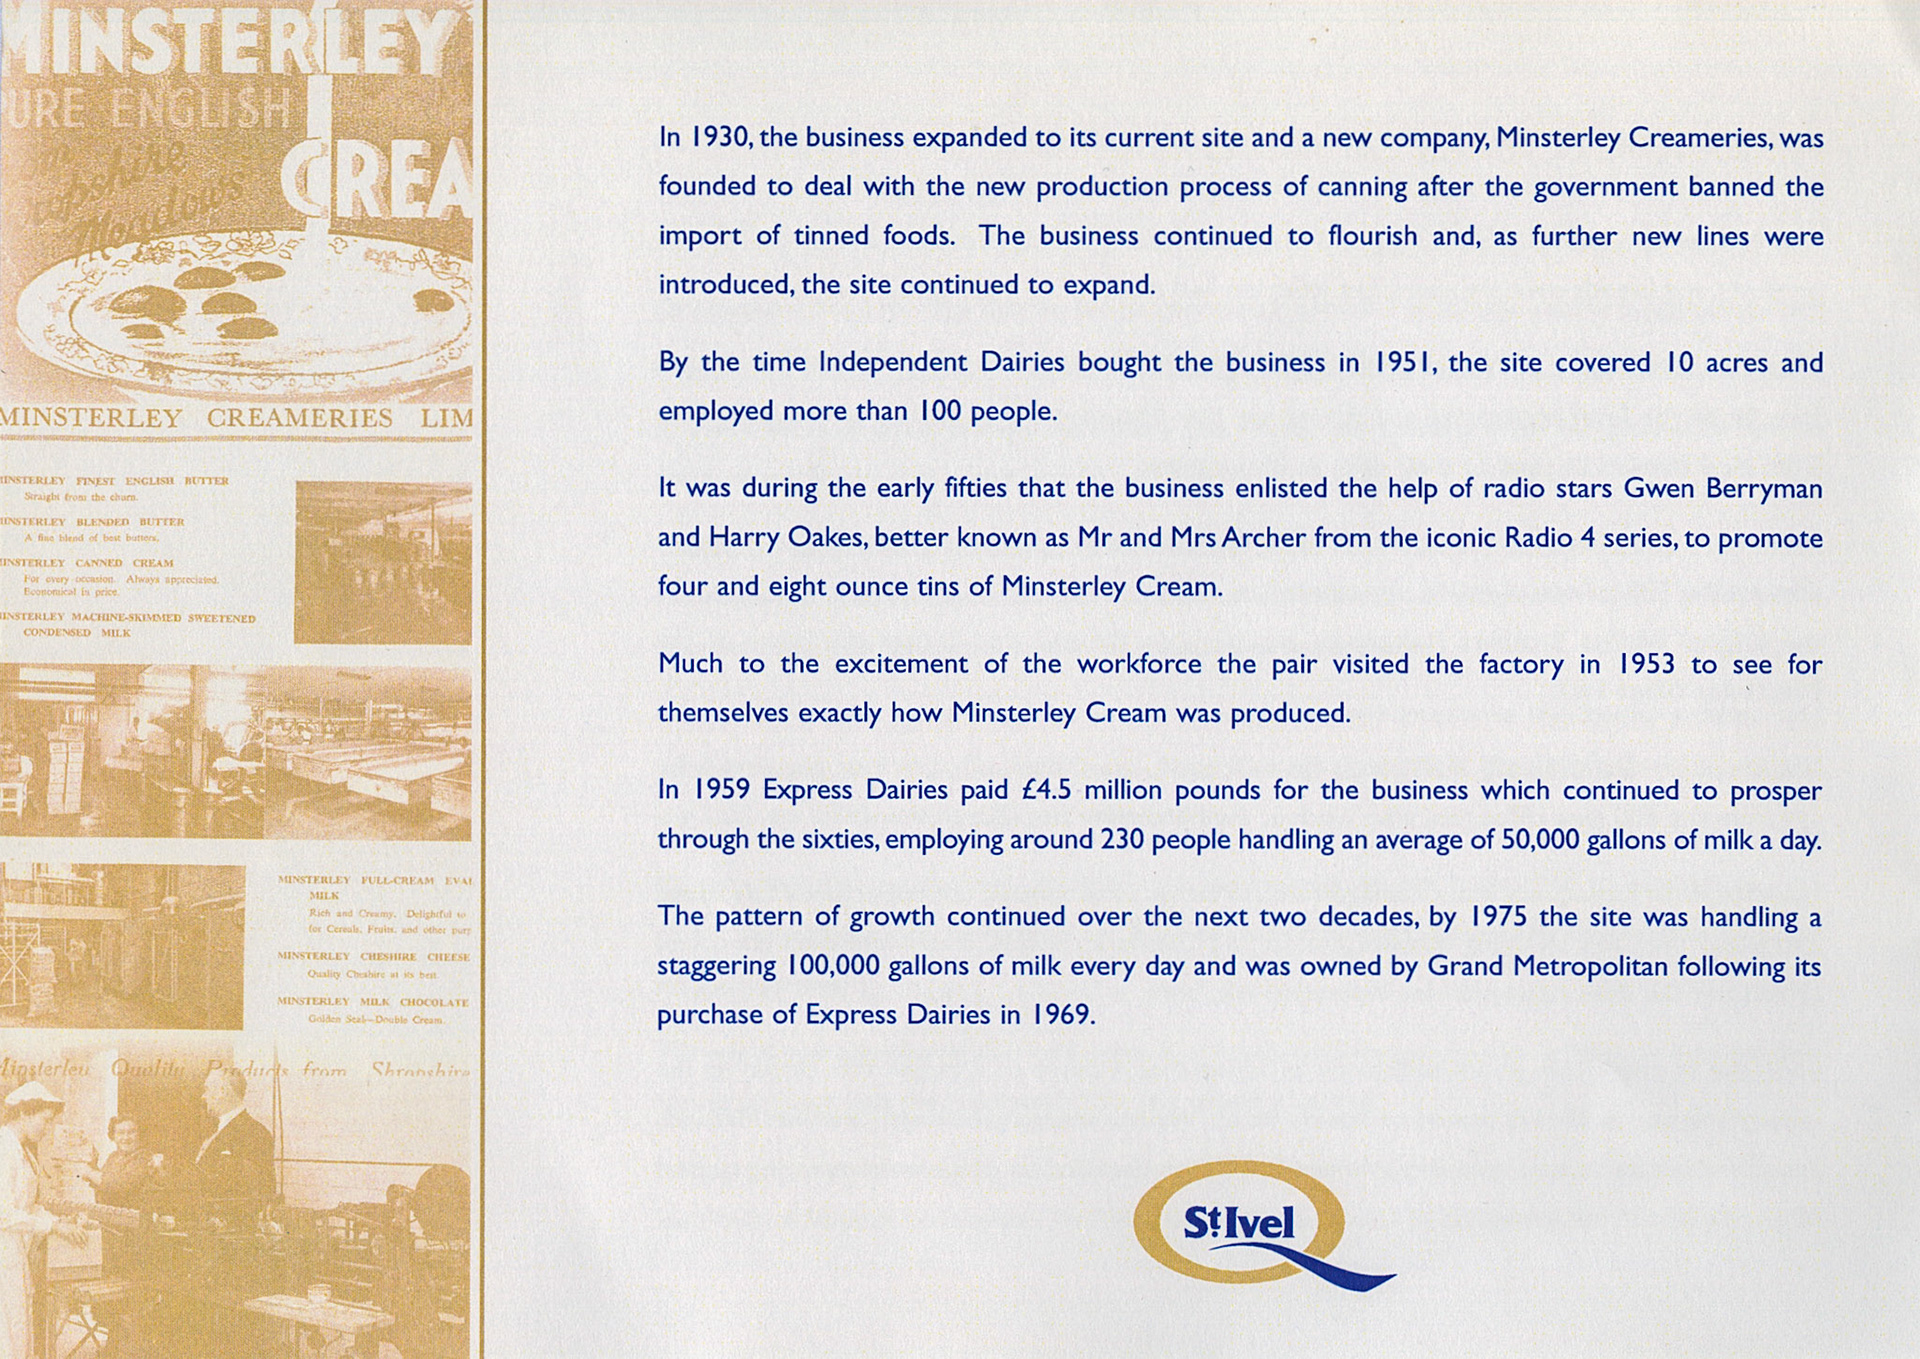 MINSTERLEY
URE ENGLISH
Meadows
CREA
MINSTERLEY CREAMERIES LIM
MINSTERLEY FINEST ENGLISH BUTTER
Straight from the churn.
MINSTERLEY BLENDED BUTTER
A fine blend of best butters.
MINSTERLEY CANNED CREAM
For every occasion. Always appreciated.
Economical in price.
MINSTERLEY MACHINE-SKIMMED SWEETENED
CONDENSED MILK
MINSTERLEY FULL-CREAM EVA
MILK
Rich and Creamy. Delightful to
for Cereals, Fruits, and other pur
MINSTERLEY CHESHIRE CHEESE
Quality Cheshire at its best.
MINSTERLEY MILK CHOCOLATE
Golden Seal—Double Cream.
Minsterley Quality Products from Shropshire
In 1930, the business expanded to its current site and a new company, Minsterley Creameries, was
founded to deal with the new production process of canning after the government banned the
import of tinned foods. The business continued to flourish and, as further new lines were
introduced, the site continued to expand.
By the time Independent Dairies bought the business in 1951, the site covered 10 acres and
employed more than 100 people.
It was during the early fifties that the business enlisted the help of radio stars Gwen Berryman
and Harry Oakes, better known as Mr and Mrs Archer from the iconic Radio 4 series, to promote
four and eight ounce tins of Minsterley Cream.
Much to the excitement of the workforce the pair visited the factory in 1953 to see for
themselves exactly how Minsterley Cream was produced.
In 1959 Express Dairies paid £4.5 million pounds for the business which continued to prosper
through the sixties, employing around 230 people handling an average of 50,000 gallons of milk a day.
The pattern of growth continued over the next two decades, by 1975 the site was handling a
staggering 100,000 gallons of milk every day and was owned by Grand Metropolitan following its
purchase of Express Dairies in 1969.
St. Ivel